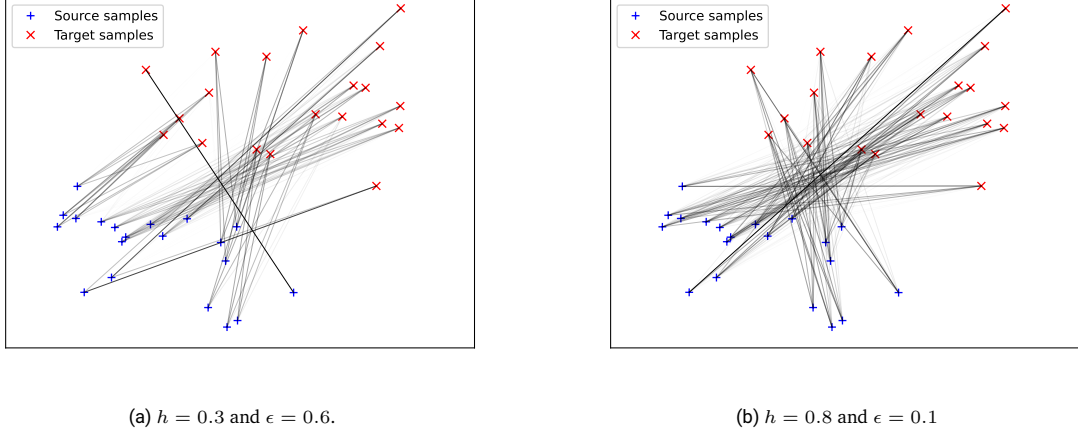 Source samples
Target samples
Source samples
Target samples
(a) h = 0.3 and ϵ = 0.6.
(b) h = 0.8 and ϵ = 0.1